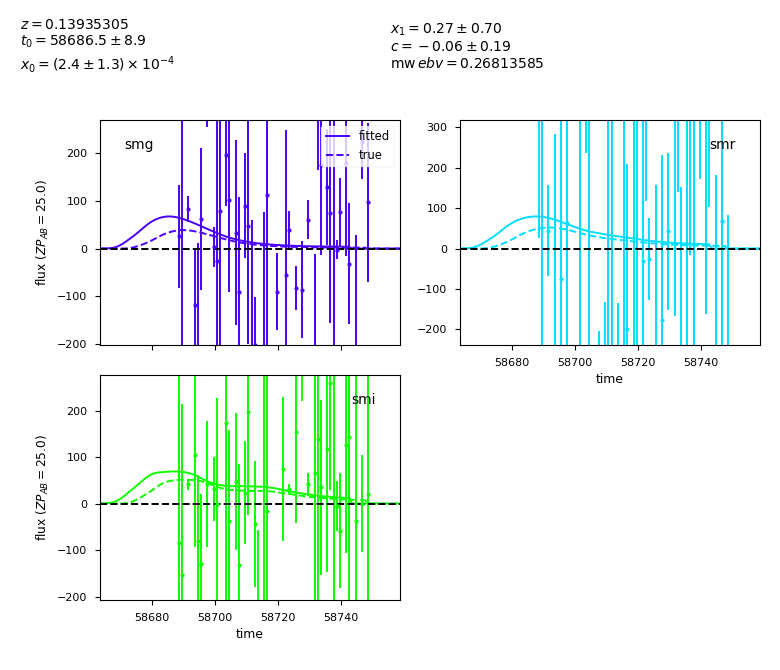 z = 0.13935305
t₀ = 58686.5 ± 8.9
x₀ = (2.4 ± 1.3) × 10⁻⁴
x₁ = 0.27 ± 0.70
c = −0.06 ± 0.19
mw ebv = 0.26813585
smg
fitted
true
200
100
0
−100
−200
flux (ZP_AB = 25.0)
smr
300
200
100
0
−100
−200
58680 58700 58720 58740
time
smi
200
100
0
−100
−200
flux (ZP_AB = 25.0)
58680 58700 58720 58740
time